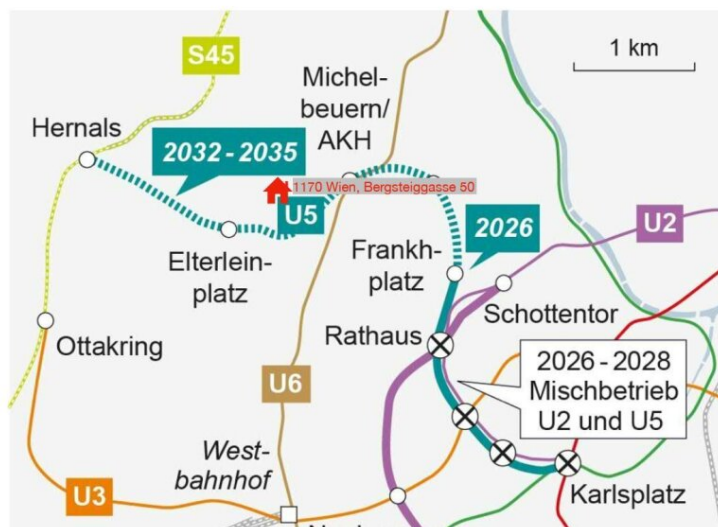 S45
1 km
Michel-
beuern/
AKH
Hernals
2032 - 2035
1170 Wien, Bergsteiggasse 50
U5
2026
U2
Elterlein-
platz
Frankh-
platz
Schottentor
Rathaus
Ottakring
2026 - 2028
Mischbetrieb
U2 und U5
U6
West-
bahnhof
Karlsplatz
U3